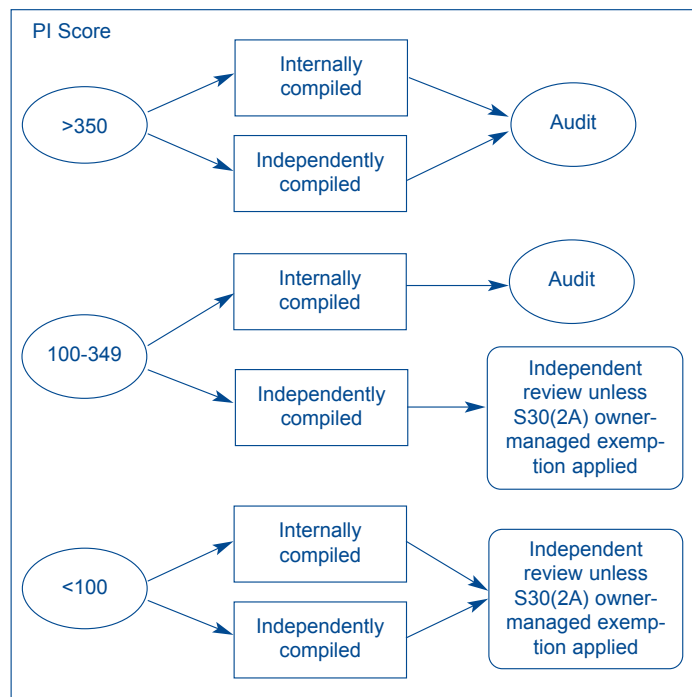 PI Score
>350
Internally
compiled
Independently
compiled
Audit
100-349
Internally
compiled
Audit
Independently
compiled
Independent
review unless
S30(2A) owner-
managed exemp-
tion applied
<100
Internally
compiled
Independently
compiled
Independent
review unless
S30(2A) owner-
managed exemp-
tion applied